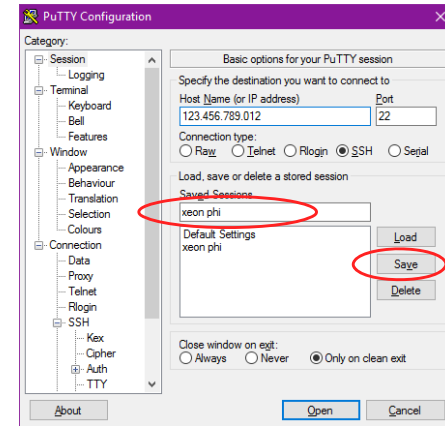 PuTTY Configuration
Category:
Session
Logging
Terminal
Keyboard
Bell
Features
Window
Appearance
Behaviour
Translation
Selection
Colours
Connection
Data
Proxy
Telnet
Rlogin
SSH
Kex
Cipher
Auth
TTY
Basic options for your PuTTY session
Specify the destination you want to connect to
Host Name (or IP address) Port
123.456.789.012 22
Connection type:
Raw Telnet Rlogin SSH Serial
Load, save or delete a stored session
Saved Sessions
xeon phi
Default Settings
xeon phi
Load
Save
Delete
Close window on exit:
Always Never Only on clean exit
About Open Cancel